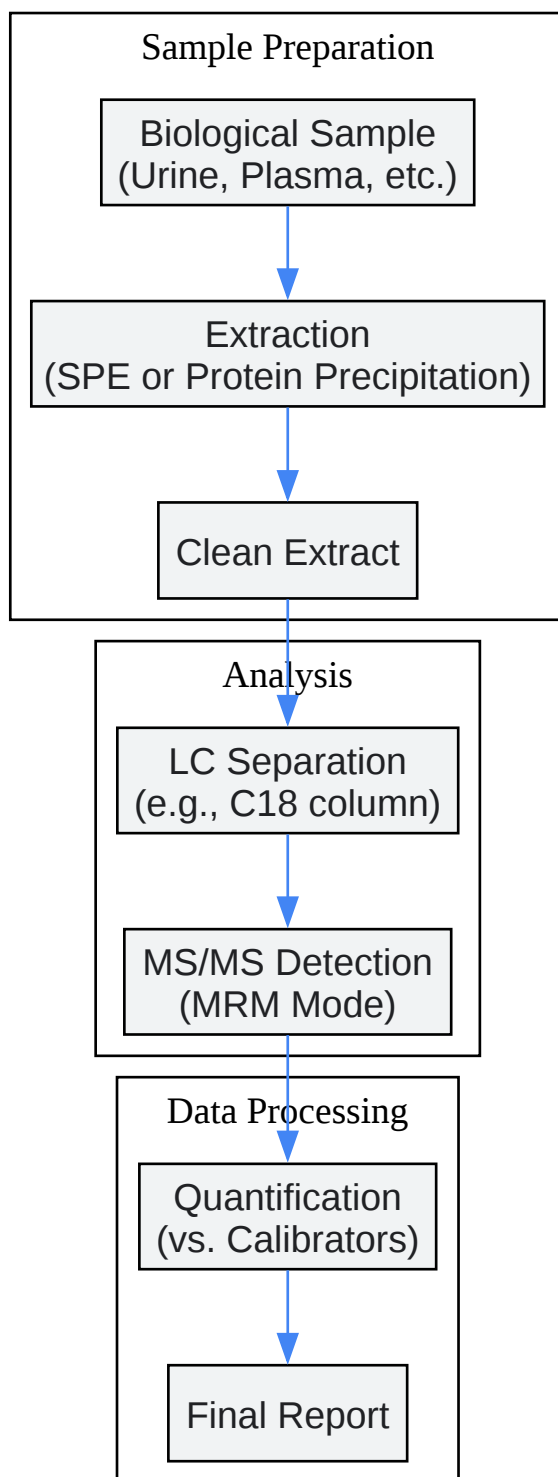 Sample Preparation
Biological Sample
(Urine, Plasma, etc.)
Extraction
(SPE or Protein Precipitation)
Clean Extract
Analysis
LC Separation
(e.g., C18 column)
MS/MS Detection
(MRM Mode)
Data Processing
Quantification
(vs. Calibrators)
Final Report